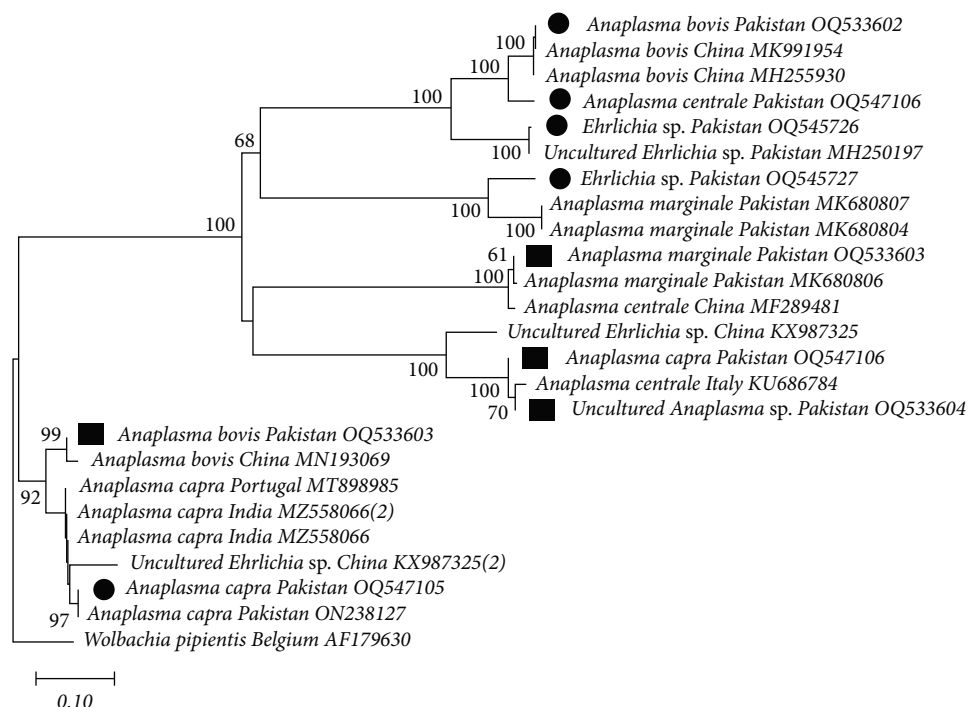 Anaplasma bovis Pakistan OQ533602
100
Anaplasma bovis China MK991954
100
Anaplasma bovis China MH255930
100
Anaplasma centrale Pakistan OQ547106
Ehrlichia sp. Pakistan OQ545726
68
100
Uncultured Ehrlichia sp. Pakistan MH250197
Ehrlichia sp. Pakistan OQ545727
100
Anaplasma marginale Pakistan MK680807
100
100
Anaplasma marginale Pakistan MK680804
61
Anaplasma marginale Pakistan OQ533603
100
Anaplasma marginale Pakistan MK680806
Anaplasma centrale China MF289481
Uncultured Ehrlichia sp. China KX987325
Anaplasma capra Pakistan OQ547106
100
100
Anaplasma centrale Italy KU686784
70
Uncultured Anaplasma sp. Pakistan OQ533604
99
Anaplasma bovis Pakistan OQ533603
Anaplasma bovis China MN193069
92
Anaplasma capra Portugal MT898985
Anaplasma capra India MZ558066(2)
Anaplasma capra India MZ558066
Uncultured Ehrlichia sp. China KX987325(2)
Anaplasma capra Pakistan OQ547105
97
Anaplasma capra Pakistan ON238127
Wolbachia pipientis Belgium AF179630
0.10